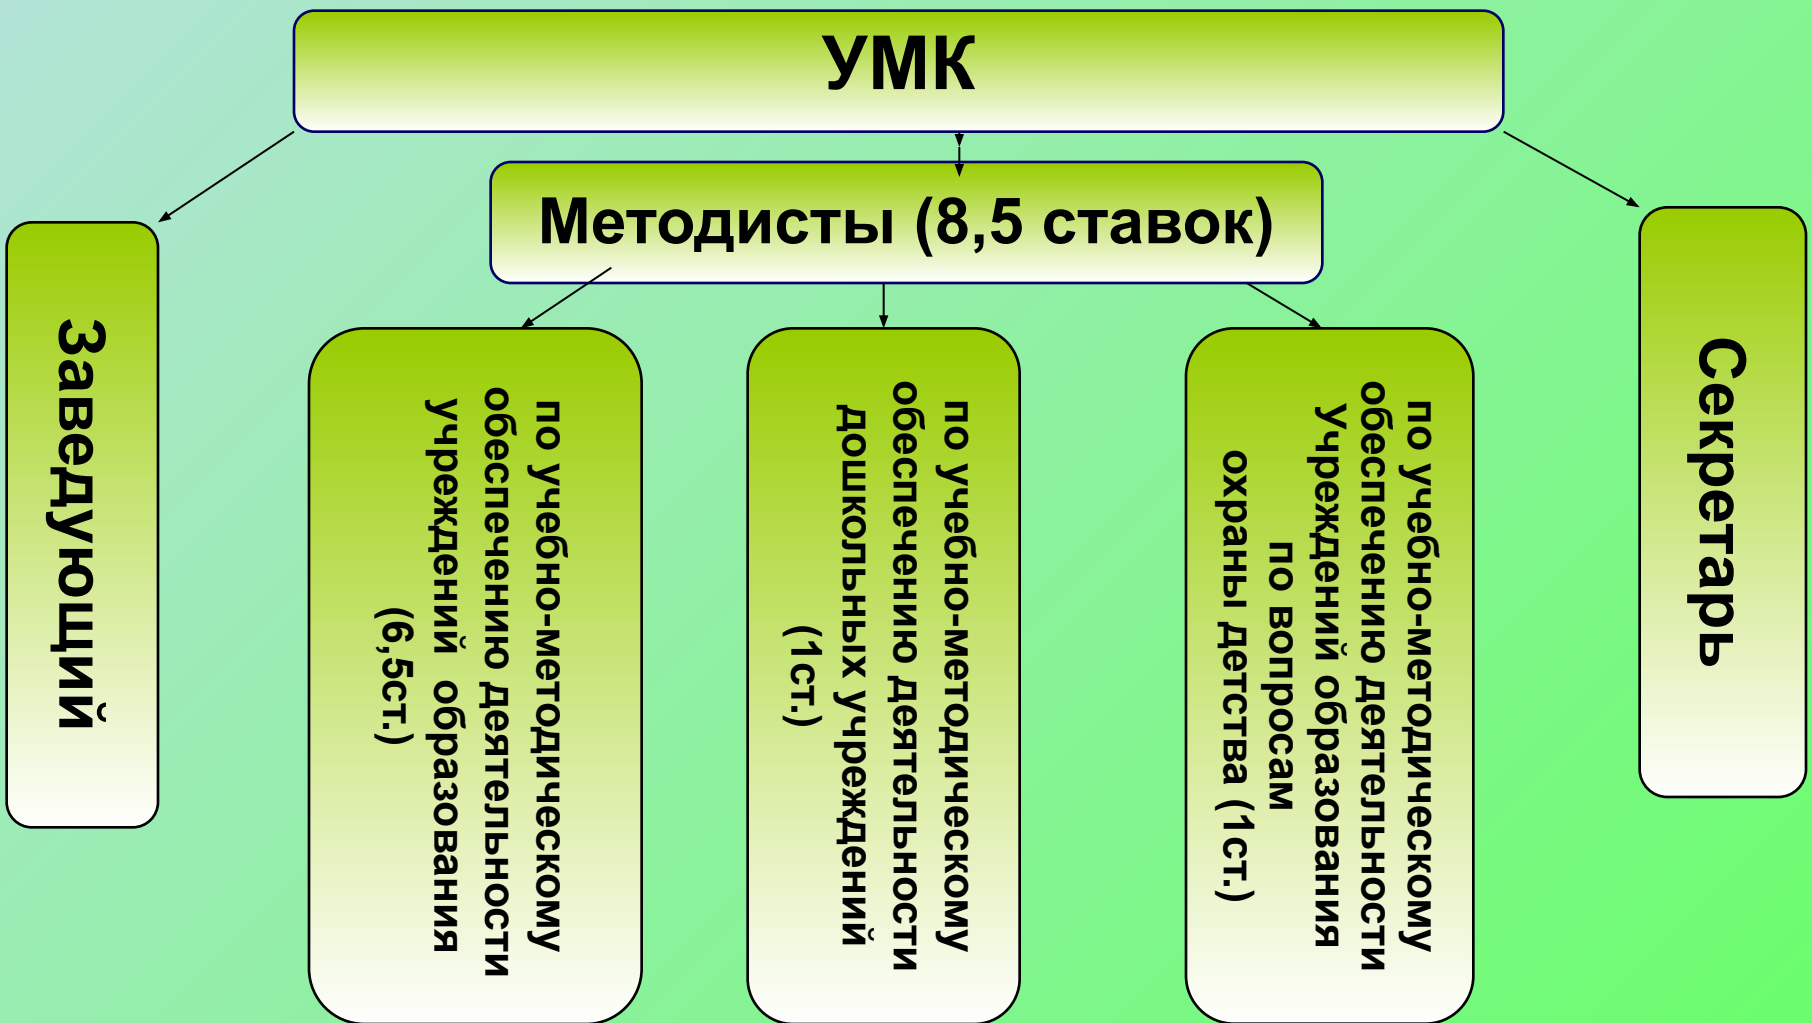 УМК
Методисты (8,5 ставок)
Заведующий
по учебно-методическому
обеспечению деятельности
учреждений образования
(6,5ст.)
по учебно-методическому
обеспечению деятельности
дошкольных учреждений
(1ст.)
по учебно-методическому
обеспечению деятельности
Учреждений образования
по вопросам
охраны детства (1ст.)
Секретарь